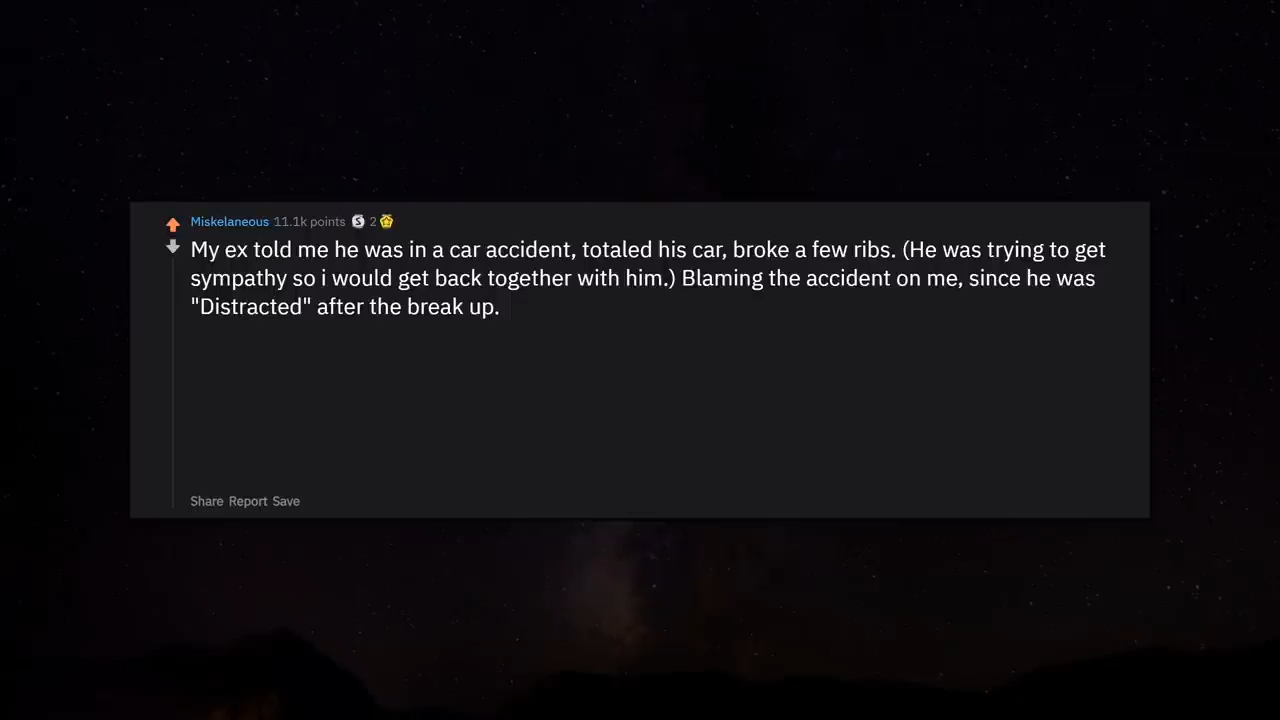 Miskelaneous 11.1k points S 2
My ex told me he was in a car accident, totaled his car, broke a few ribs. (He was trying to get
sympathy so i would get back together with him.) Blaming the accident on me, since he was
"Distracted" after the break up.
Share Report Save